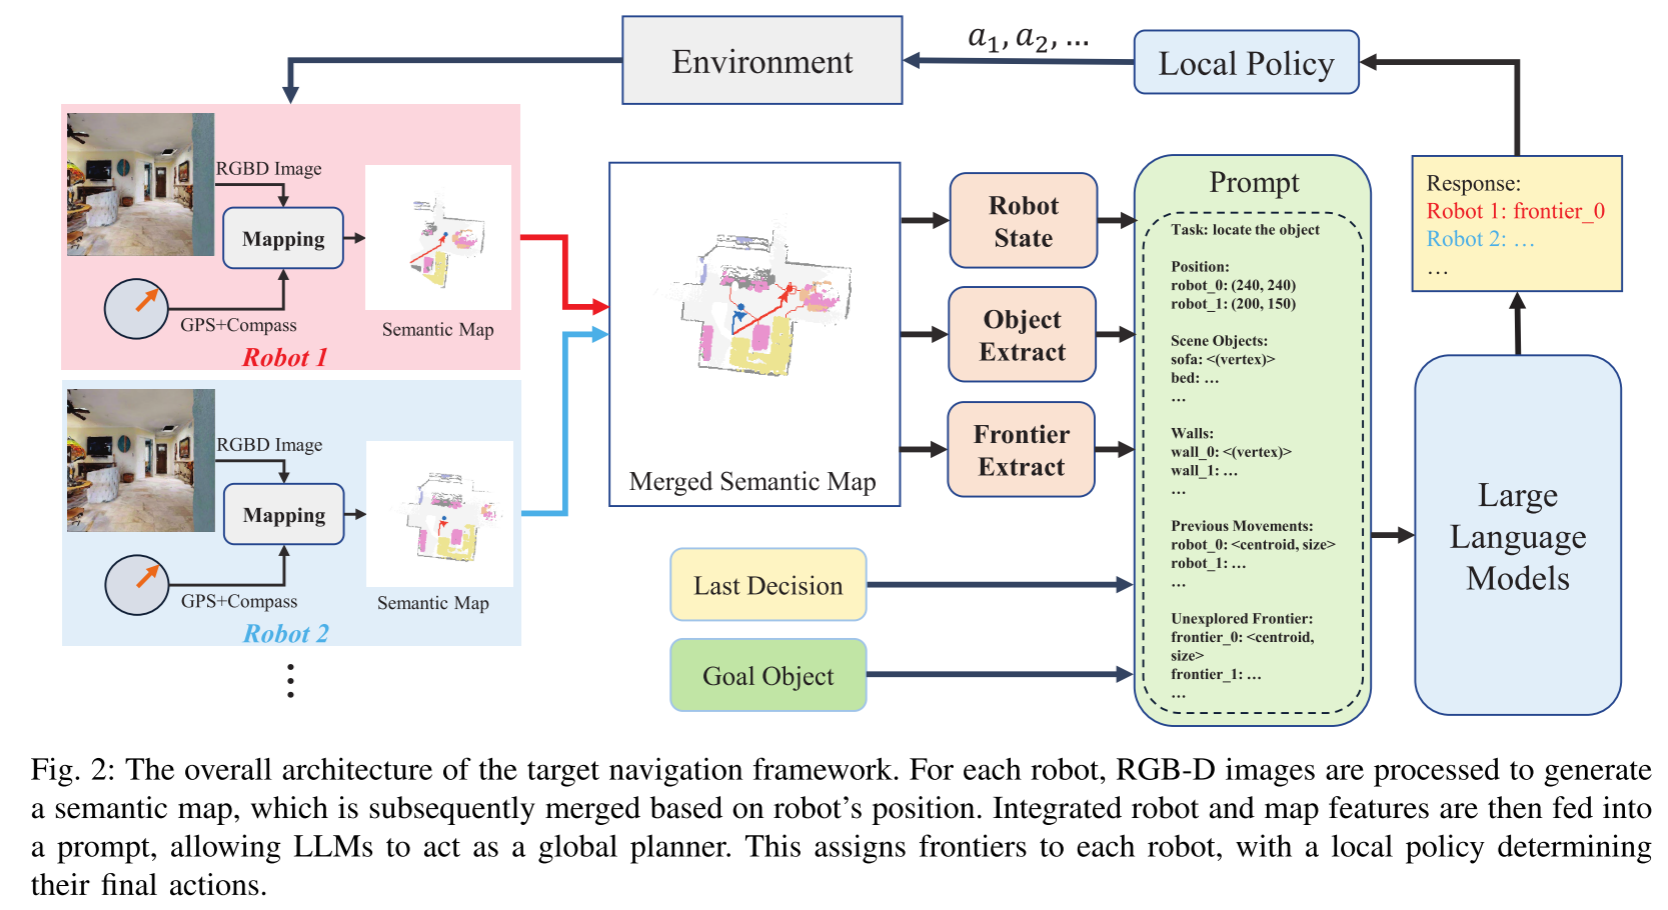 Environment
a₁, a₂, ...
Local Policy
RGBD Image
Mapping
GPS+Compass
Semantic Map
Robot 1
RGBD Image
Mapping
GPS+Compass
Semantic Map
Robot 2
Merged Semantic Map
Robot
State
Object
Extract
Frontier
Extract
Last Decision
Goal Object
Prompt
Task: locate the object
Position:
robot_0: (240, 240)
robot_1: (200, 150)
Scene Objects:
sofa: <(vertex)>
bed: ...
...
Walls:
wall_0: <(vertex)>
wall_1: ...
...
Previous Movements:
robot_0: <centroid, size>
robot_1: ...
...
Unexplored Frontier:
frontier_0: <centroid,
size>
frontier_1: ...
...
Response:
Robot 1: frontier_0
Robot 2: ...
...
Large
Language
Models
Fig. 2: The overall architecture of the target navigation framework. For each robot, RGB-D images are processed to generate
a semantic map, which is subsequently merged based on robot's position. Integrated robot and map features are then fed into
a prompt, allowing LLMs to act as a global planner. This assigns frontiers to each robot, with a local policy determining
their final actions.